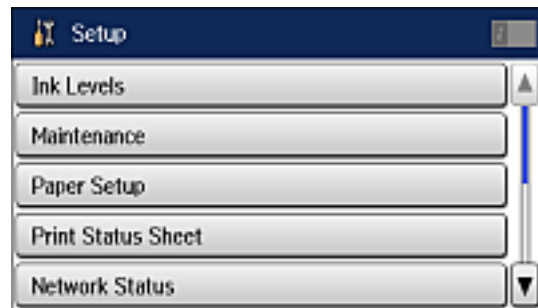 Setup
Ink Levels
Maintenance
Paper Setup
Print Status Sheet
Network Status